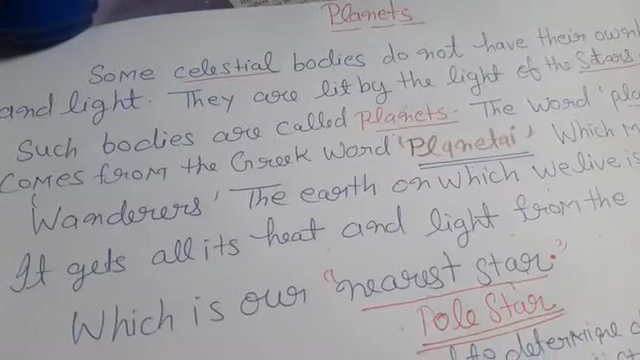 Planets
Some celestial bodies do not have their own
and light. They are lit by the light of the stars
Such bodies are called Planets. The word
comes from the Greek word 'Planetai', Which
'Wanderers' The earth on which we live is
It gets all its heat and light from the
Which is our "nearest star."
Pole Star
to determine